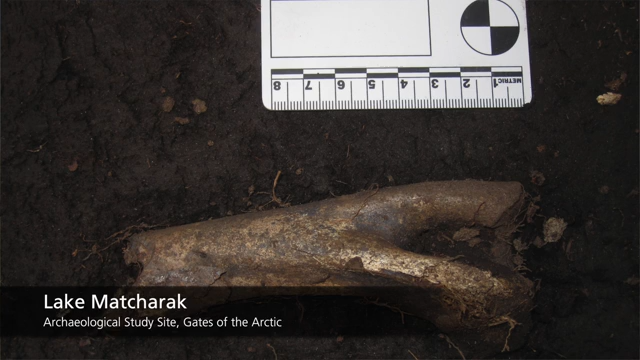 8 7 6 5 4 3 2 1 METRIC
Lake Matcharak
Archaeological Study Site, Gates of the Arctic